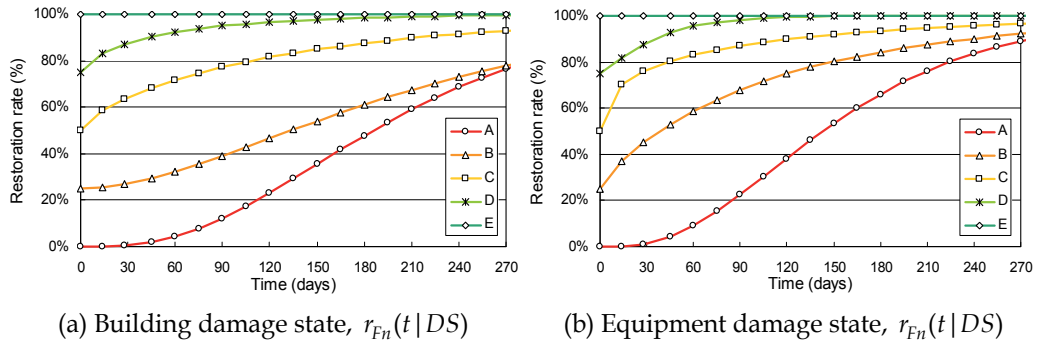 100%
80%
60%
40%
20%
0%
Restoration rate (%)
0 30 60 90 120 150 180 210 240 270
Time (days)
A
B
C
D
E
(a) Building damage state, r_Fn(t|DS)
100%
80%
60%
40%
20%
0%
Restoration rate (%)
0 30 60 90 120 150 180 210 240 270
Time (days)
A
B
C
D
E
(b) Equipment damage state, r_Fn(t|DS)